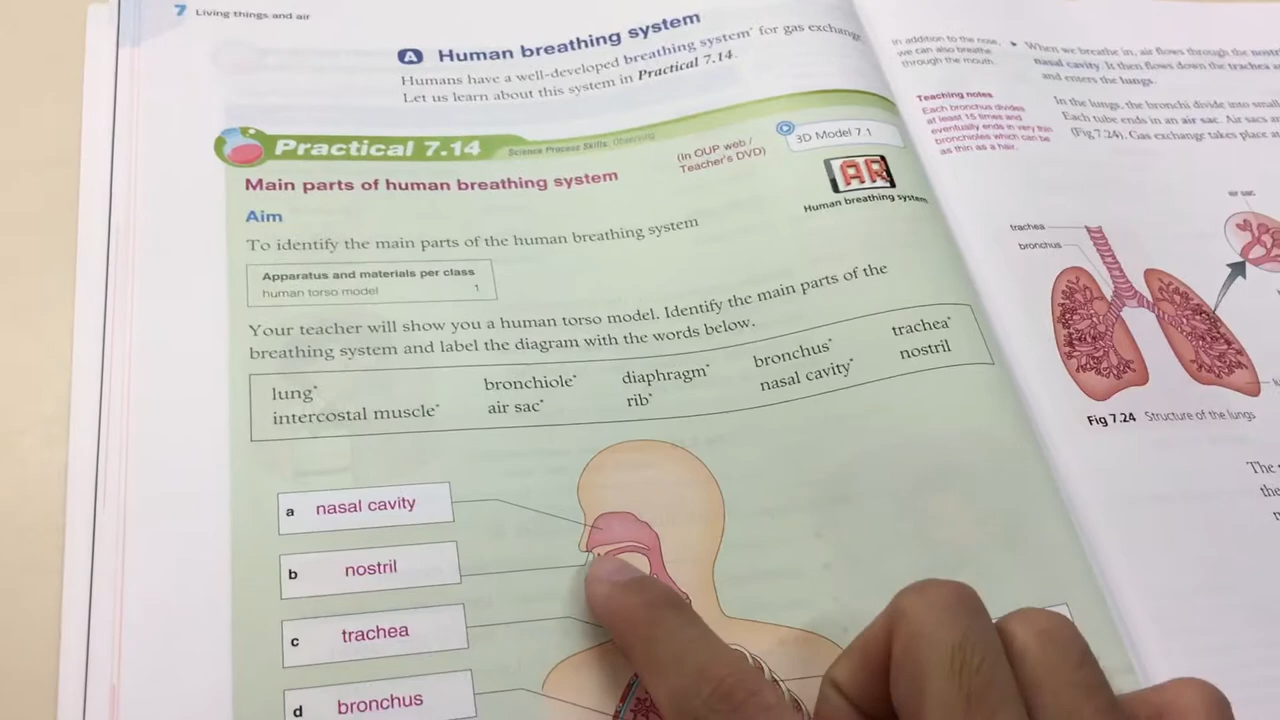 7 Living things and air
A Human breathing system
Humans have a well-developed breathing system* for gas exchange
Let us learn about this system in Practical 7.14.
Practical 7.14
Science Process Skills: Observing
(In OUP web /
Teacher's DVD)
3D Model 7.1
AR
Human breathing system
Main parts of human breathing system
Aim
To identify the main parts of the human breathing system
Apparatus and materials per class
human torso model 1
Your teacher will show you a human torso model. Identify the main parts of the
breathing system and label the diagram with the words below.
lung* bronchiole* diaphragm* bronchus* trachea*
intercostal muscle* air sac* rib* nasal cavity* nostril
a nasal cavity
b nostril
c trachea
d bronchus
In addition to the nose,
we can also breathe
through the mouth.
When we breathe in, air flows through the
nasal cavity. It then flows down the trachea
and enters the lungs.
Teaching notes
Each bronchus divides
at least 15 times and
eventually ends in very thin
bronchioles which can be
as thin as a hair.
In the lungs, the bronchi divide into
Each tube ends in an air sac. Air sacs
(Fig 7.24). Gas exchange takes place
air sac
trachea
bronchus
Fig 7.24 Structure of the lungs
The
the